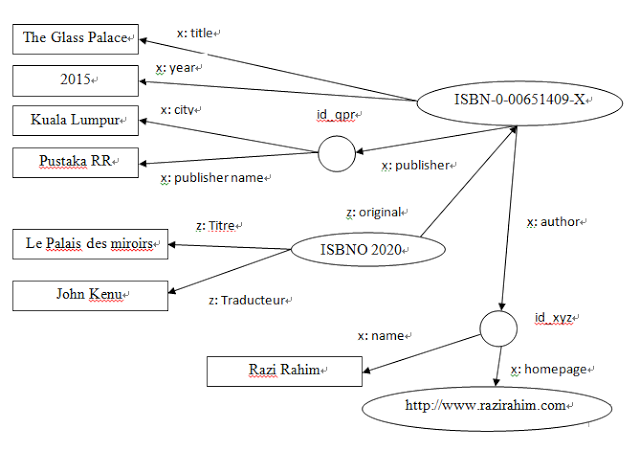 The Glass Palace
x: title
2015
x: year
ISBN-0-00651409-X
Kuala Lumpur
x: city
id_qpr
Pustaka RR
x: publisher name
x: publisher
z: original
x: author
Le Palais des miroirs
z: Titre
ISBNO 2020
John Kenu
z: Traducteur
id_xyz
x: name
Razi Rahim
x: homepage
http://www.razirahim.com